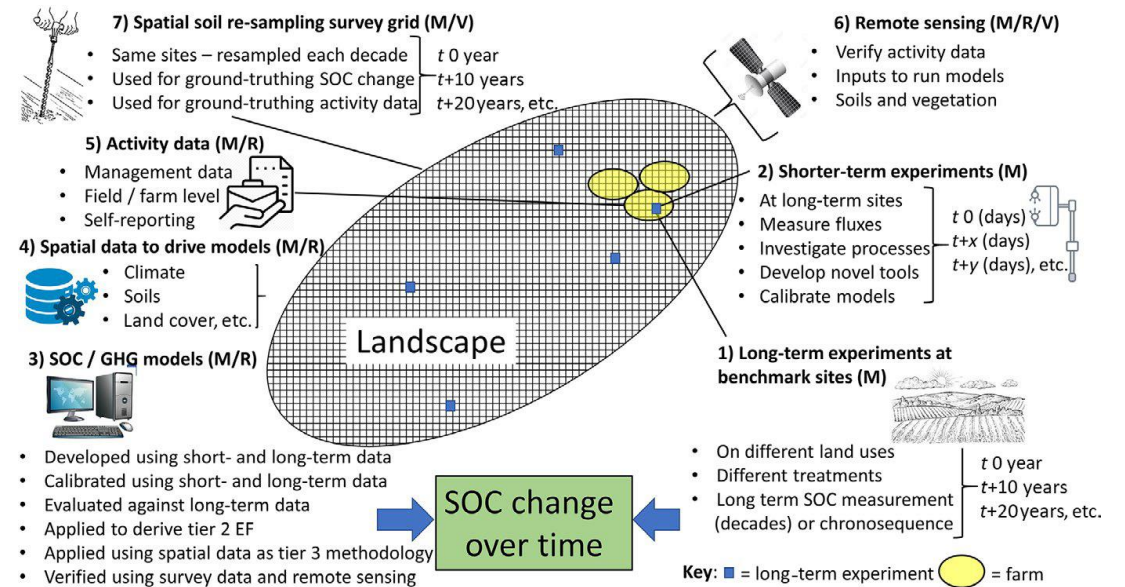 7) Spatial soil re-sampling survey grid (M/V)
• Same sites – resampled each decade
• Used for ground-truthing SOC change
• Used for ground-truthing activity data
t 0 year
t+10 years
t+20 years, etc.
6) Remote sensing (M/R/V)
• Verify activity data
• Inputs to run models
• Soils and vegetation
5) Activity data (M/R)
• Management data
• Field / farm level
• Self-reporting
2) Shorter-term experiments (M)
• At long-term sites
• Measure fluxes
• Investigate processes
• Develop novel tools
• Calibrate models
t 0 (days)
t+x (days)
t+y (days), etc.
4) Spatial data to drive models (M/R)
• Climate
• Soils
• Land cover, etc.
Landscape
3) SOC / GHG models (M/R)
• Developed using short- and long-term data
• Calibrated using short- and long-term data
• Evaluated against long-term data
• Applied to derive tier 2 EF
• Applied using spatial data as tier 3 methodology
• Verified using survey data and remote sensing
1) Long-term experiments at
benchmark sites (M)
• On different land uses
• Different treatments
• Long term SOC measurement
(decades) or chronosequence
t 0 year
t+10 years
t+20 years, etc.
SOC change
over time
Key: = long-term experiment = farm